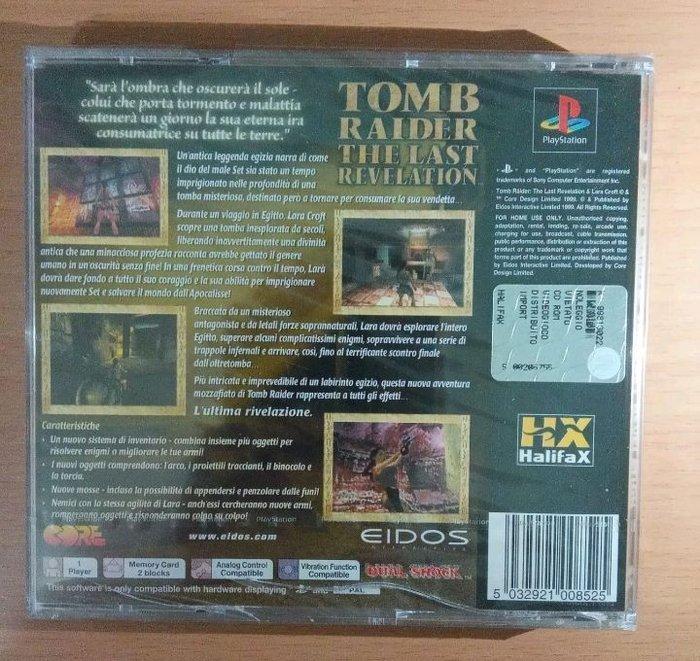 "Sarà l'ombra che oscurerà il sole -
colui che porta tormento e malattia
scatenerà un giorno la sua eterna ira
consumatrice su tutte le terre."
TOMB
RAIDER
THE LAST
REVELATION
Un'antica leggenda egizia narra di come
il dio del male Set sia stato un tempo
imprigionato nelle profondità di una
tomba misteriosa, destinato però a tornare per consumare la sua vendetta...
Durante un viaggio in Egitto, Lara Croft
scopre una tomba inesplorata da secoli,
liberando inavvertitamente una divinità
antica che una minacciosa profezia racconta avrebbe gettato il genere
umano in un'oscurità senza fine! In una frenetica corsa contro il tempo, Lara
dovrà dare fondo a tutto il suo coraggio e la sua abilità per imprigionare
nuovamente Set e salvare il mondo dall'Apocalisse!
Braccata da un misterioso
antagonista e da letali forze soprannaturali, Lara dovrà esplorare l'intero
Egitto, superare alcuni complicatissimi enigmi, sopravvivere a una serie di
trappole infernali e arrivare, così, fino al terrificante scontro finale
dall'oltretomba...
Più intricata e imprevedibile di un labirinto egizio, questa nuova avventura
mozzafiato di Tomb Raider rappresenta a tutti gli effetti...
L'ultima rivelazione.
Caratteristiche
• Un nuovo sistema di inventario - combina insieme più oggetti per
risolvere enigmi o migliorare le tue armi!
• I nuovi oggetti comprendono: l'arco, i proiettili traccianti, il binocolo e
la torcia.
• Nuove mosse - inclusa la possibilità di appendersi e penzolare dalle funi!
• Nemici con la stessa agilità di Lara - anch'essi cercheranno nuove armi,
romperanno oggetti e risponderanno colpo su colpo!
CORE
www.eidos.com
EIDOS
1
Player
Memory Card
2 blocks
Analog Control
Compatible
Vibration Function
Compatible
DUAL SHOCK™
This software is only compatible with hardware displaying
and
PAL
PlayStation
and "PlayStation" are registered
trademarks of Sony Computer Entertainment Inc.
Tomb Raider: The Last Revelation & Lara Croft © &
™ Core Design Limited 1999. © & Published by
Eidos Interactive Limited 1999. All Rights Reserved.
FOR HOME USE ONLY. Unauthorised copying,
adaptation, rental, lending, re-sale, arcade use,
charging for use, broadcast, cable transmission,
public performance, distribution or extraction of this
product or any trademark or copyright work that
forms part of this product are prohibited. Published
by Eidos Interactive Limited. Developed by Core
Design Limited.
NOLEGGIO
VIETATO
CD ROM
VIDEOGIOCO
DISTRIBUITO
IMPORT
HALIFAX
HX
HalifaX
5 032921 008525